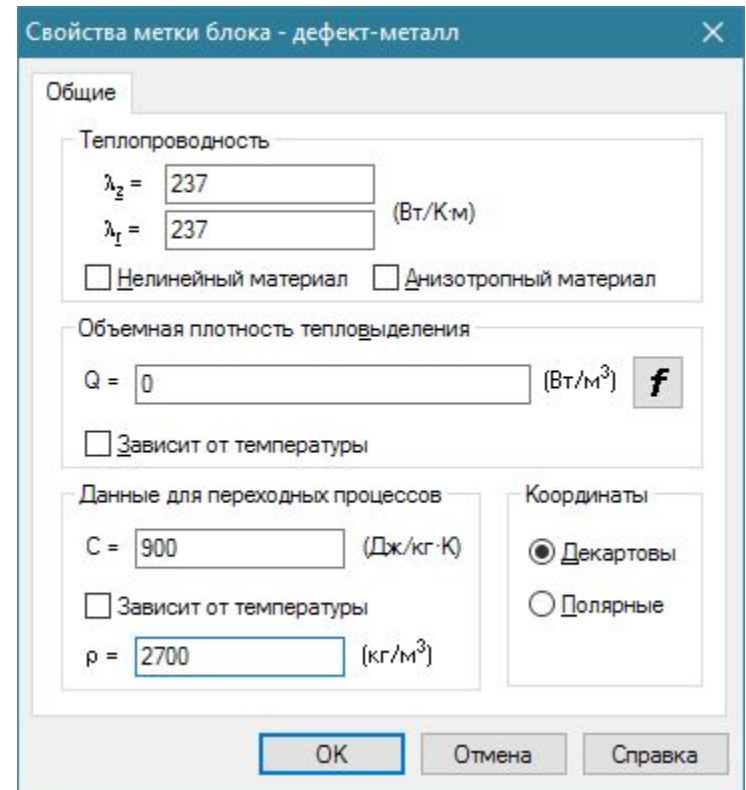 Свойства метки блока - дефект-металл
Общие
Теплопроводность
λz = 237
λr = 237
(Вт/К·м)
Нелинейный материал Анизотропный материал
Объемная плотность тепловыделения
Q = 0 (Вт/м³) f
Зависит от температуры
Данные для переходных процессов
C = 900 (Дж/кг·К)
Зависит от температуры
ρ = 2700 (кг/м³)
Координаты
Декартовы
Полярные
OK Отмена Справка